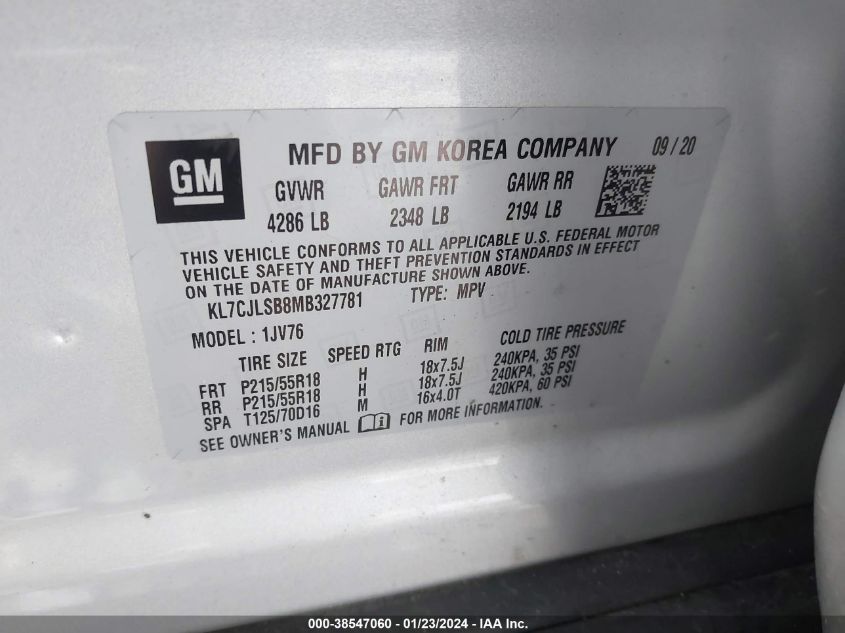 GM
MFD BY GM KOREA COMPANY 09/20
GVWR GAWR FRT GAWR RR
4286 LB 2348 LB 2194 LB
THIS VEHICLE CONFORMS TO ALL APPLICABLE U.S. FEDERAL MOTOR
VEHICLE SAFETY AND THEFT PREVENTION STANDARDS IN EFFECT
ON THE DATE OF MANUFACTURE SHOWN ABOVE.
KL7CJLSB8MB327781 TYPE: MPV
MODEL : 1JV76
TIRE SIZE SPEED RTG RIM COLD TIRE PRESSURE
FRT P215/55R18 H 18x7.5J 240KPA, 35 PSI
RR P215/55R18 H 18x7.5J 240KPA, 35 PSI
SPA T125/70D16 M 16x4.0T 420KPA, 60 PSI
SEE OWNER'S MANUAL FOR MORE INFORMATION.
000-38547060 - 01/23/2024 - IAA Inc.